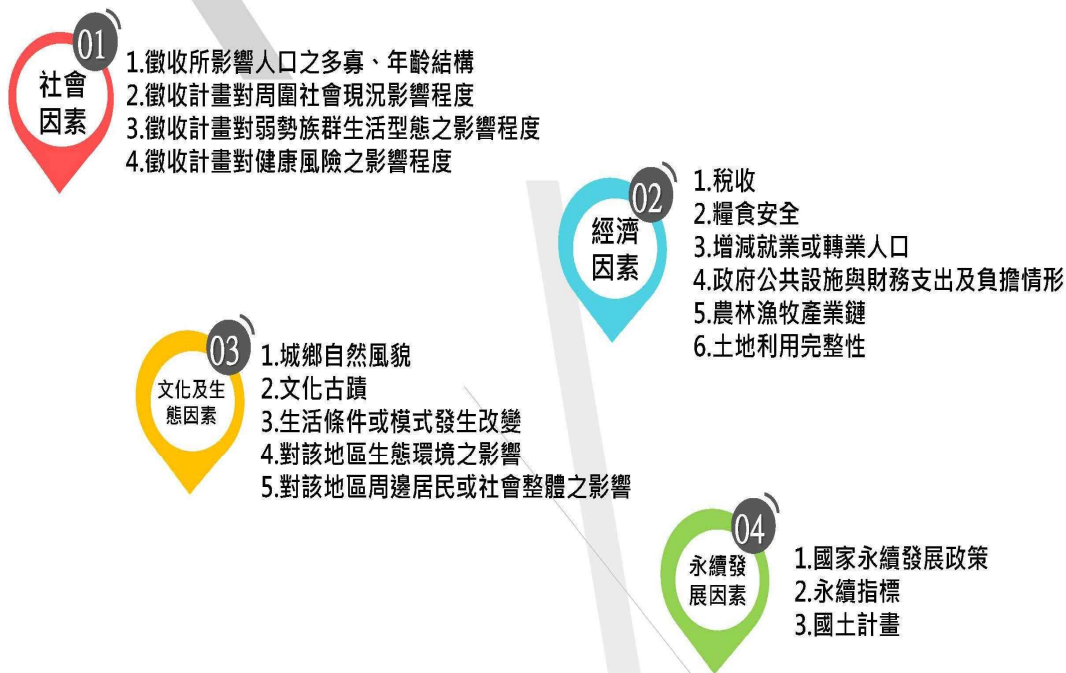 01
社會
因素
1.徵收所影響人口之多寡、年齡結構
2.徵收計畫對周圍社會現況影響程度
3.徵收計畫對弱勢族群生活型態之影響程度
4.徵收計畫對健康風險之影響程度
02
經濟
因素
1.稅收
2.糧食安全
3.增減就業或轉業人口
4.政府公共設施與財務支出及負擔情形
5.農林漁牧產業鏈
6.土地利用完整性
03
文化及生
態因素
1.城鄉自然風貌
2.文化古蹟
3.生活條件或模式發生改變
4.對該地區生態環境之影響
5.對該地區周邊居民或社會整體之影響
04
永續發
展因素
1.國家永續發展政策
2.永續指標
3.國土計畫